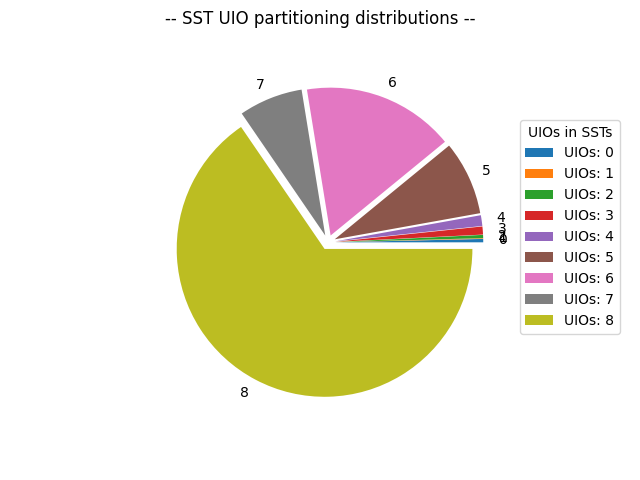 -- SST UIO partitioning distributions --
7
6
5
4
3
8
UIOs in SSTs
UIOs: 0
UIOs: 1
UIOs: 2
UIOs: 3
UIOs: 4
UIOs: 5
UIOs: 6
UIOs: 7
UIOs: 8